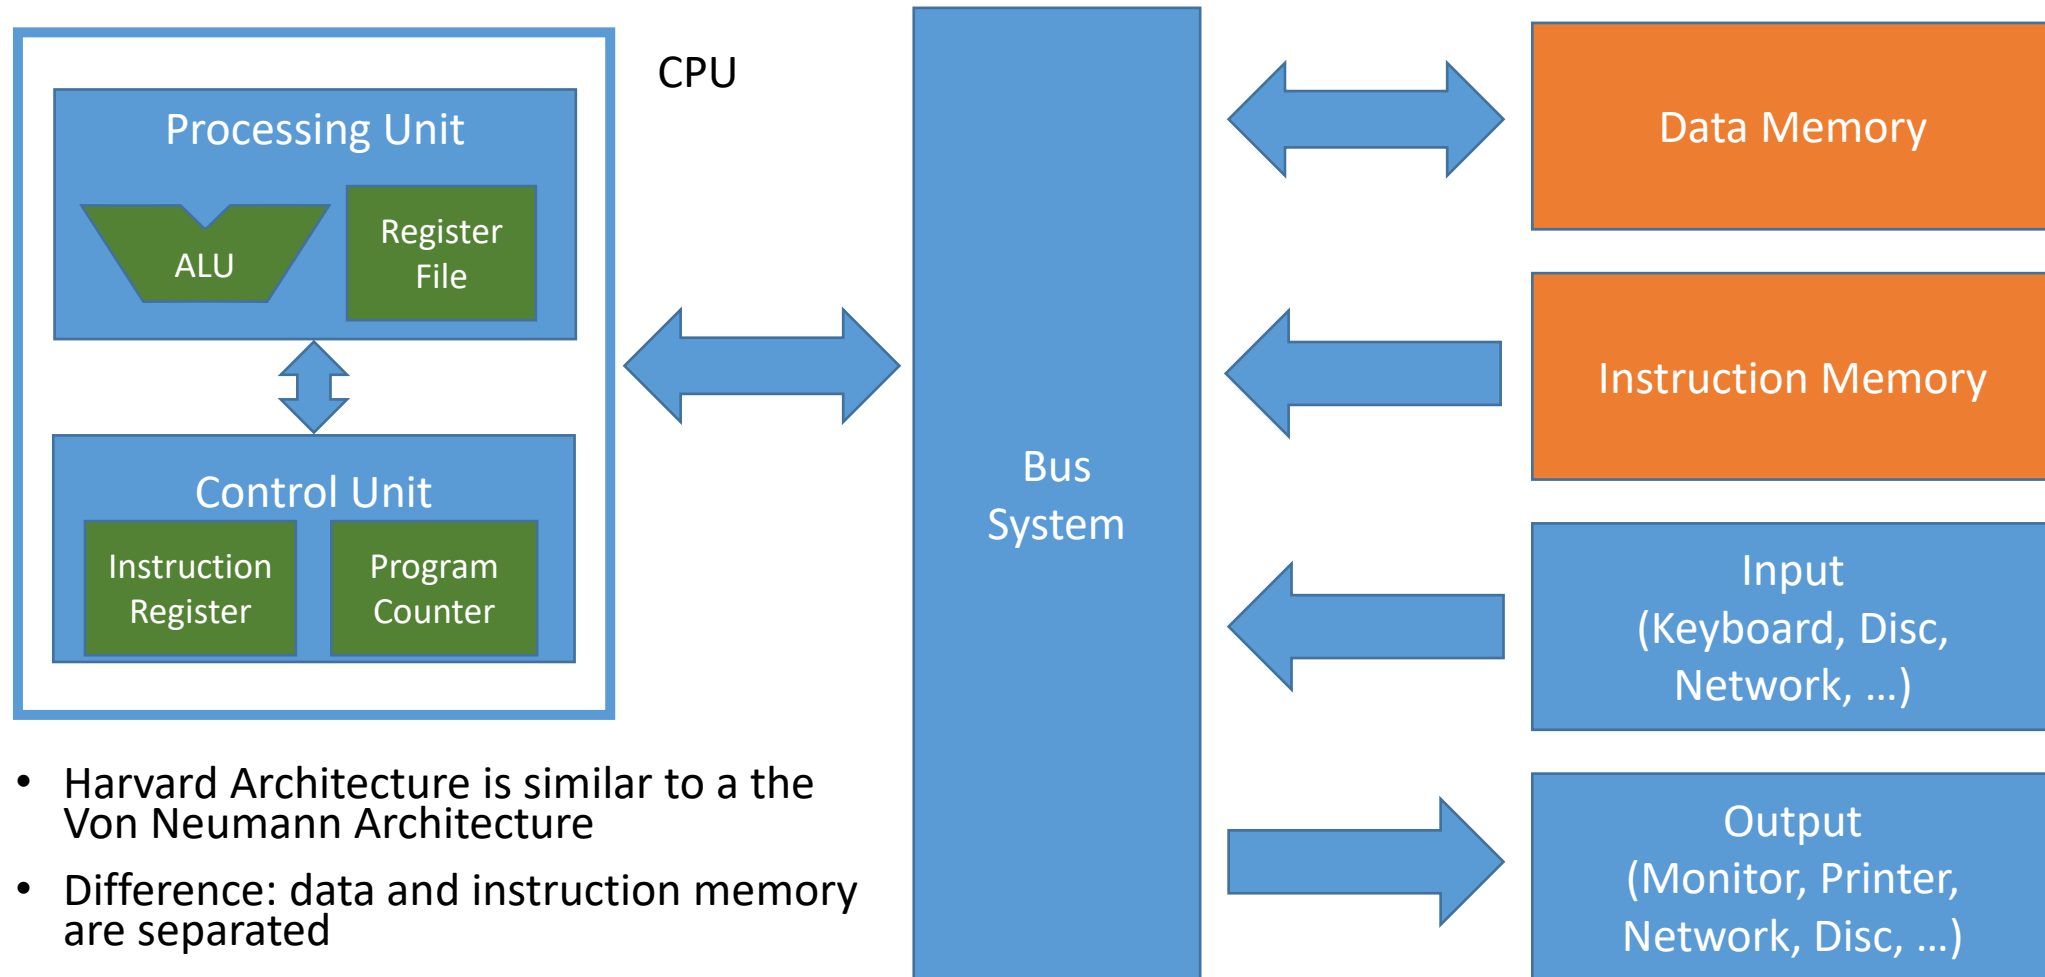 CPU
Processing Unit
ALU
Register
File
Control Unit
Instruction
Register
Program
Counter
• Harvard Architecture is similar to a the
Von Neumann Architecture
• Difference: data and instruction memory
are separated
Bus
System
Data Memory
Instruction Memory
Input
(Keyboard, Disc,
Network, …)
Output
(Monitor, Printer,
Network, Disc, …)